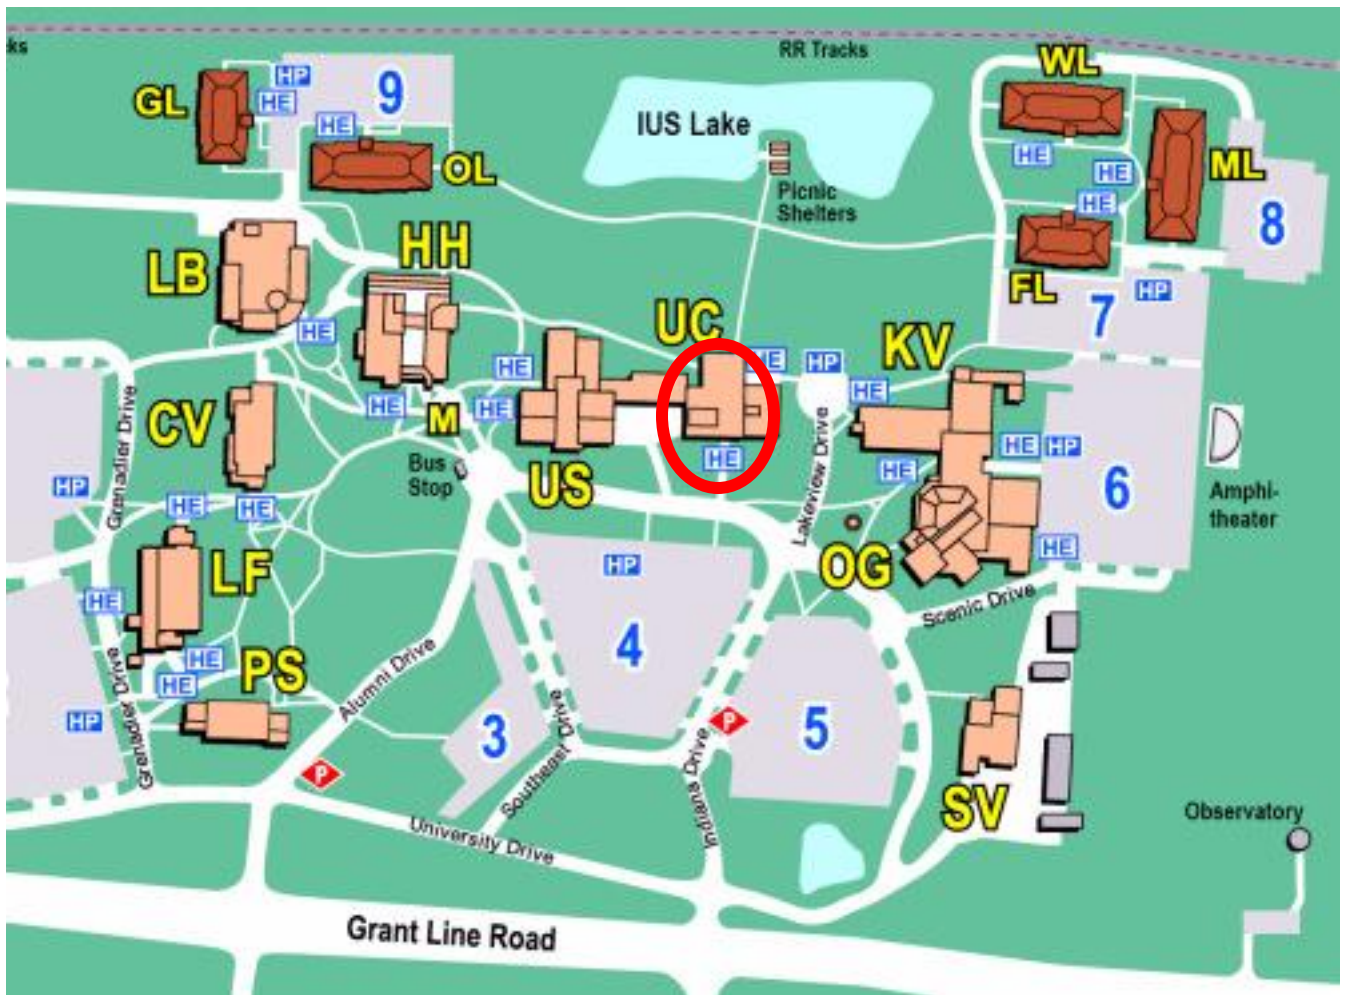 ks
RR Tracks
WL
HP
9
GL
HE
IUS Lake
HE
OL
HE
ML
Picnic
Shelters
HE
HE
8
HH
LB
FL
HP
7
UC
HE
KV
HE
HP
HE
HE
CV
M
HE
HE
Grenadier Drive
Bus
Stop
US
HE
Lakeview Drive
HE
HP
HE
6
Amphi-
theater
HP
HE
HE
LF
HP
OG
HE
Scenic Drive
HE
4
HE
PS
HE
Alumni Drive
Grenadier Drive
HP
3
Southeast Drive
P
Indiana Drive
5
P
SV
University Drive
Observatory
Grant Line Road